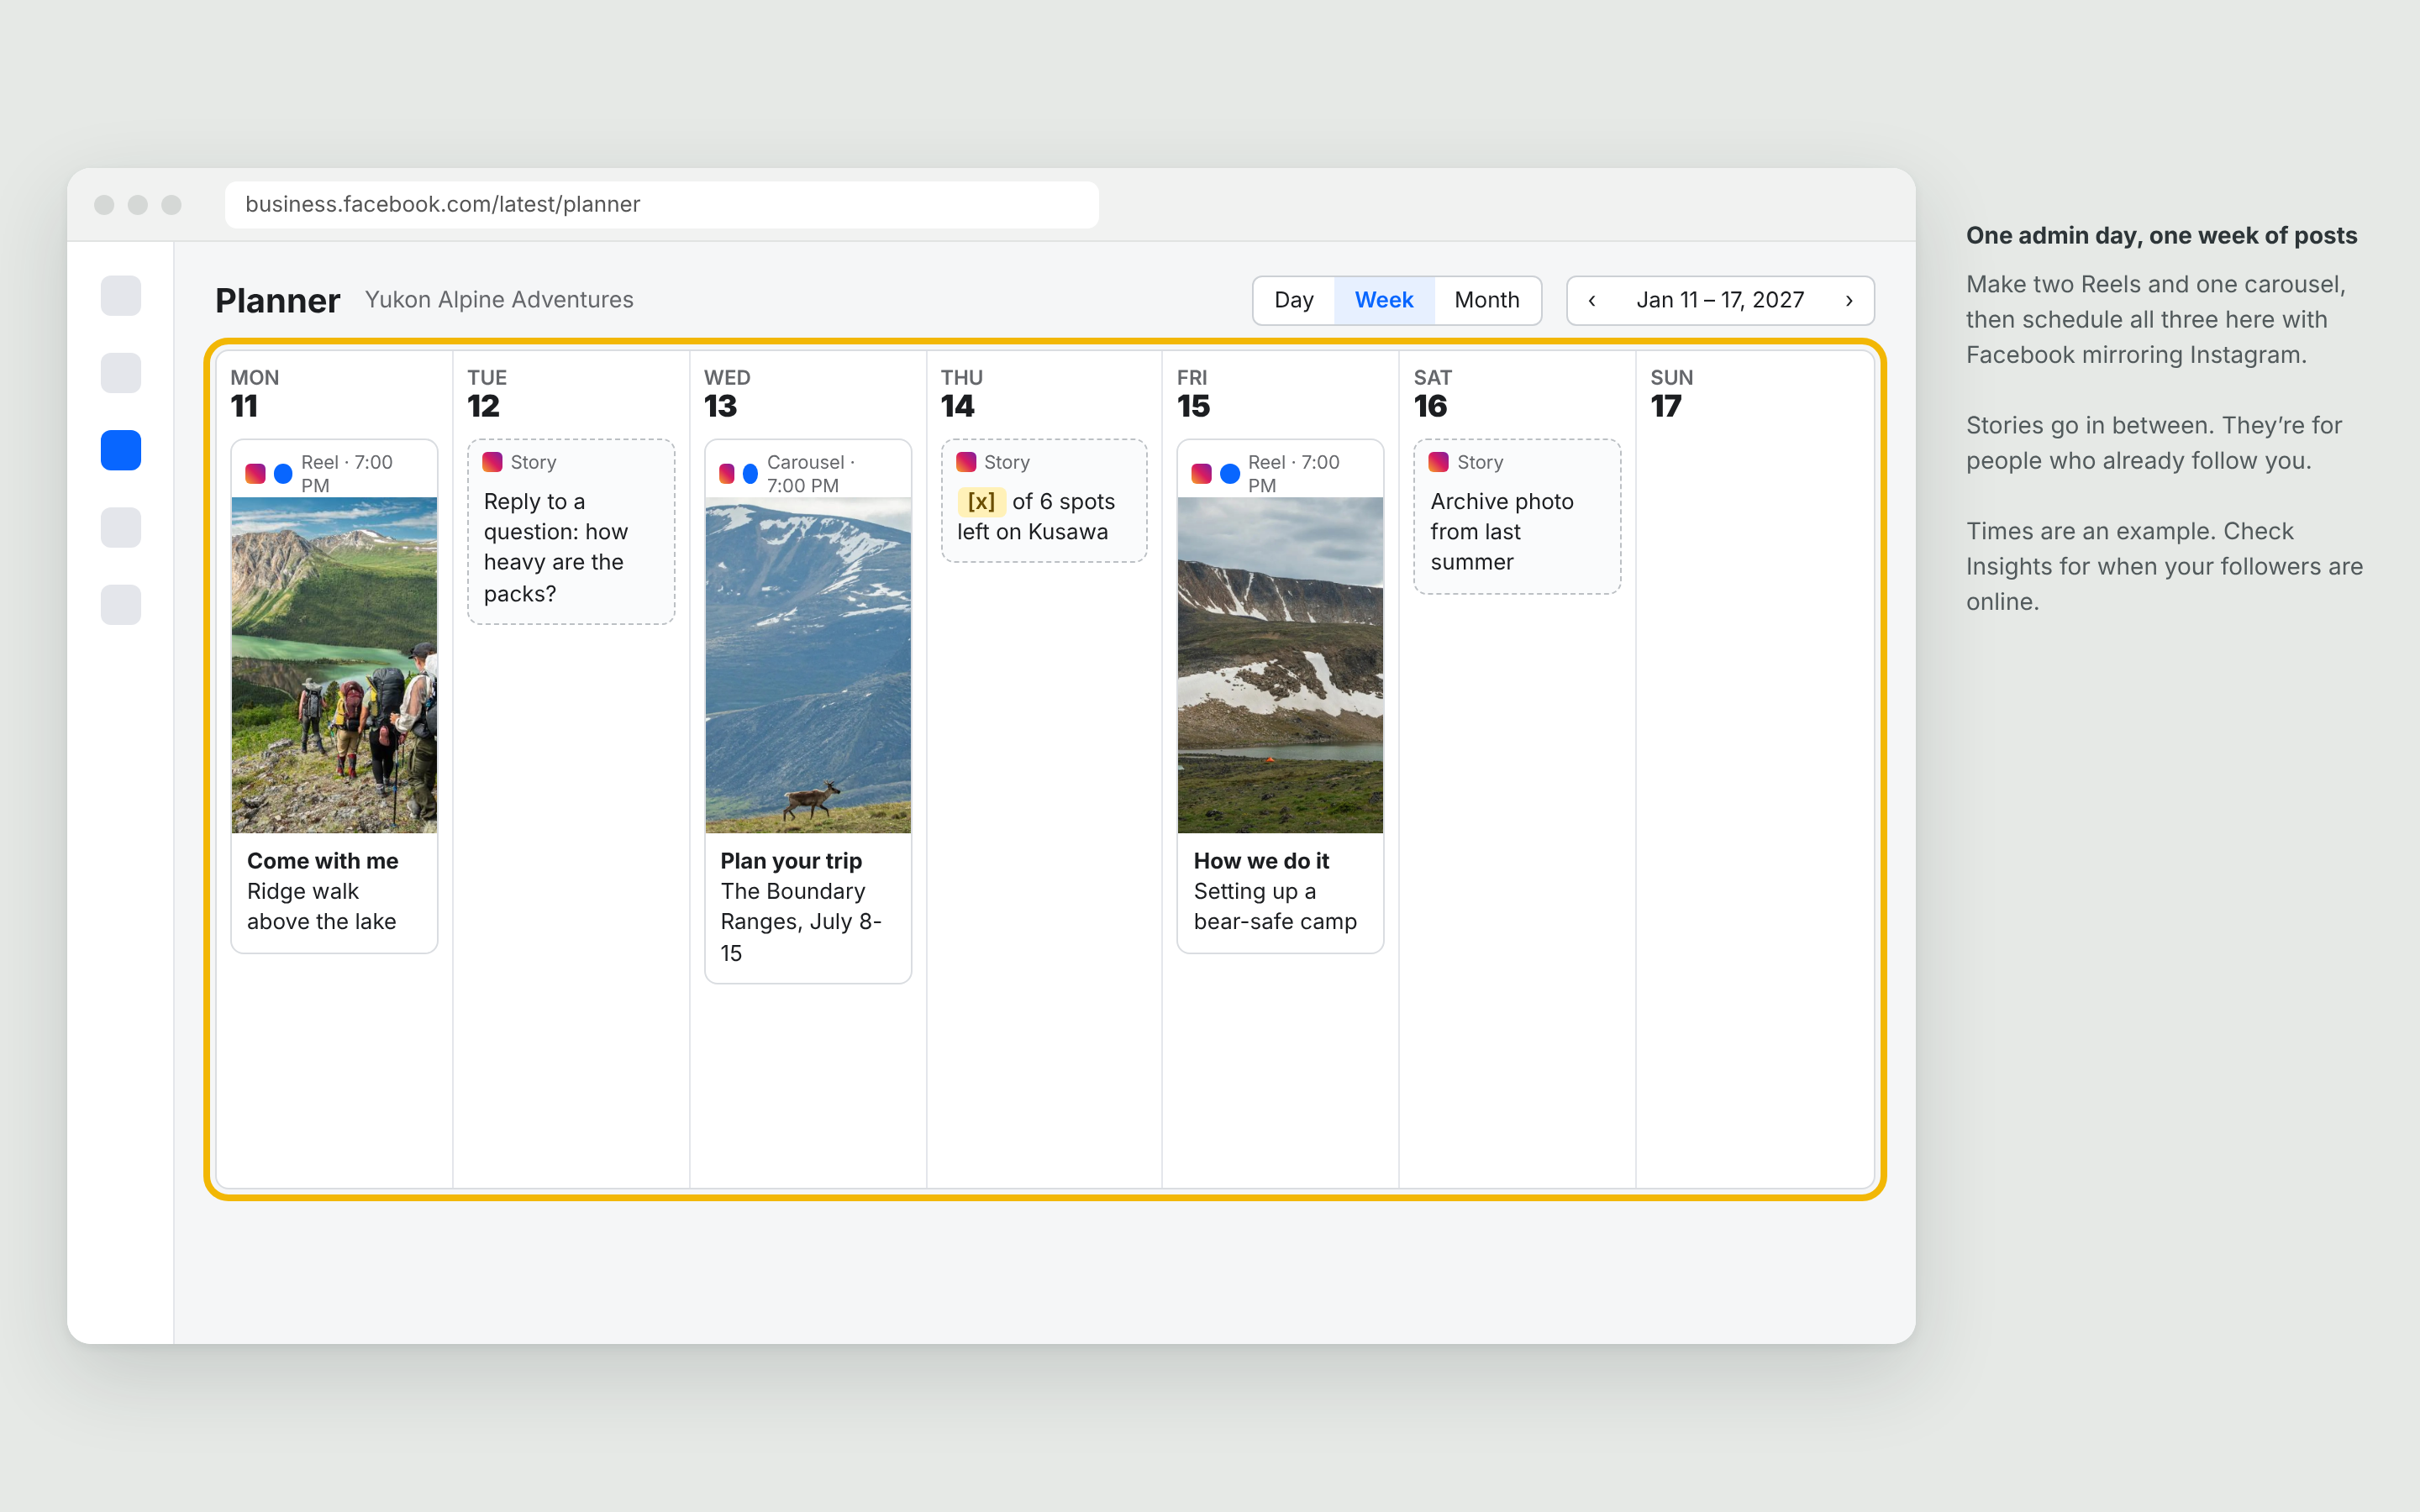 business.facebook.com/latest/planner
Planner
Yukon Alpine Adventures
Day
Week
Month
‹
Jan 11 – 17, 2027
›
MON
11
Reel · 7:00
PM
Come with me
Ridge walk
above the lake
TUE
12
Story
Reply to a
question: how
heavy are the
packs?
WED
13
Carousel ·
7:00 PM
Plan your trip
The Boundary
Ranges, July 8-
15
THU
14
Story
[x] of 6 spots
left on Kusawa
FRI
15
Reel · 7:00
PM
How we do it
Setting up a
bear-safe camp
SAT
16
Story
Archive photo
from last
summer
SUN
17
One admin day, one week of posts
Make two Reels and one carousel,
then schedule all three here with
Facebook mirroring Instagram.
Stories go in between. They’re for
people who already follow you.
Times are an example. Check
Insights for when your followers are
online.